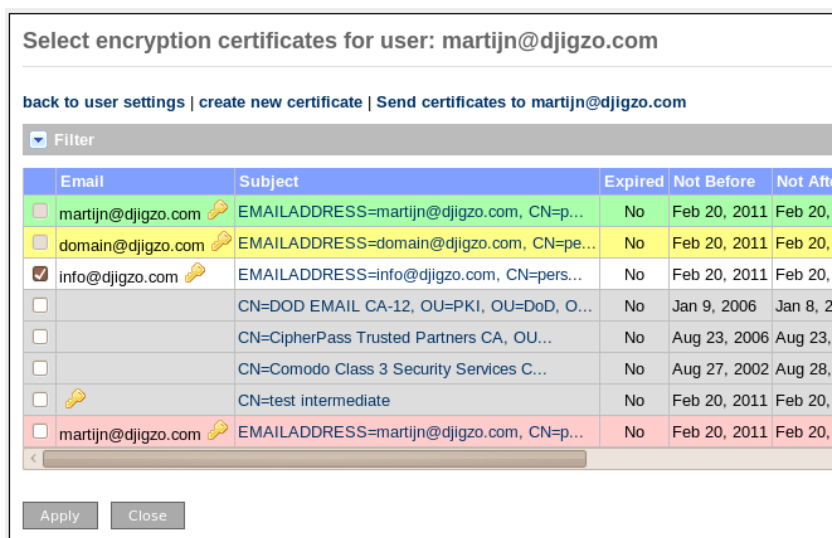 Select encryption certificates for user: martijn@djigzo.com
back to user settings | create new certificate | Send certificates to martijn@djigzo.com
Filter
Email Subject Expired Not Before Not Afte
martijn@djigzo.com EMAILADDRESS=martijn@djigzo.com, CN=p... No Feb 20, 2011 Feb 20,
domain@djigzo.com EMAILADDRESS=domain@djigzo.com, CN=pe... No Feb 20, 2011 Feb 20,
info@djigzo.com EMAILADDRESS=info@djigzo.com, CN=pers... No Feb 20, 2011 Feb 20,
CN=DOD EMAIL CA-12, OU=PKI, OU=DoD, O... No Jan 9, 2006 Jan 8, 2
CN=CipherPass Trusted Partners CA, OU... No Aug 23, 2006 Aug 23,
CN=Comodo Class 3 Security Services C... No Aug 27, 2002 Aug 28,
CN=test intermediate No Feb 20, 2011 Feb 20,
martijn@djigzo.com EMAILADDRESS=martijn@djigzo.com, CN=p... No Feb 20, 2011 Feb 20,
Apply Close